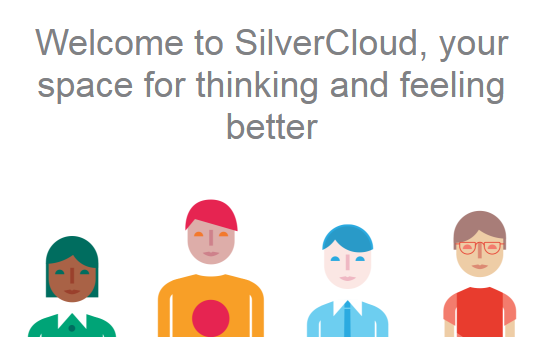 Welcome to SilverCloud, your
space for thinking and feeling
better